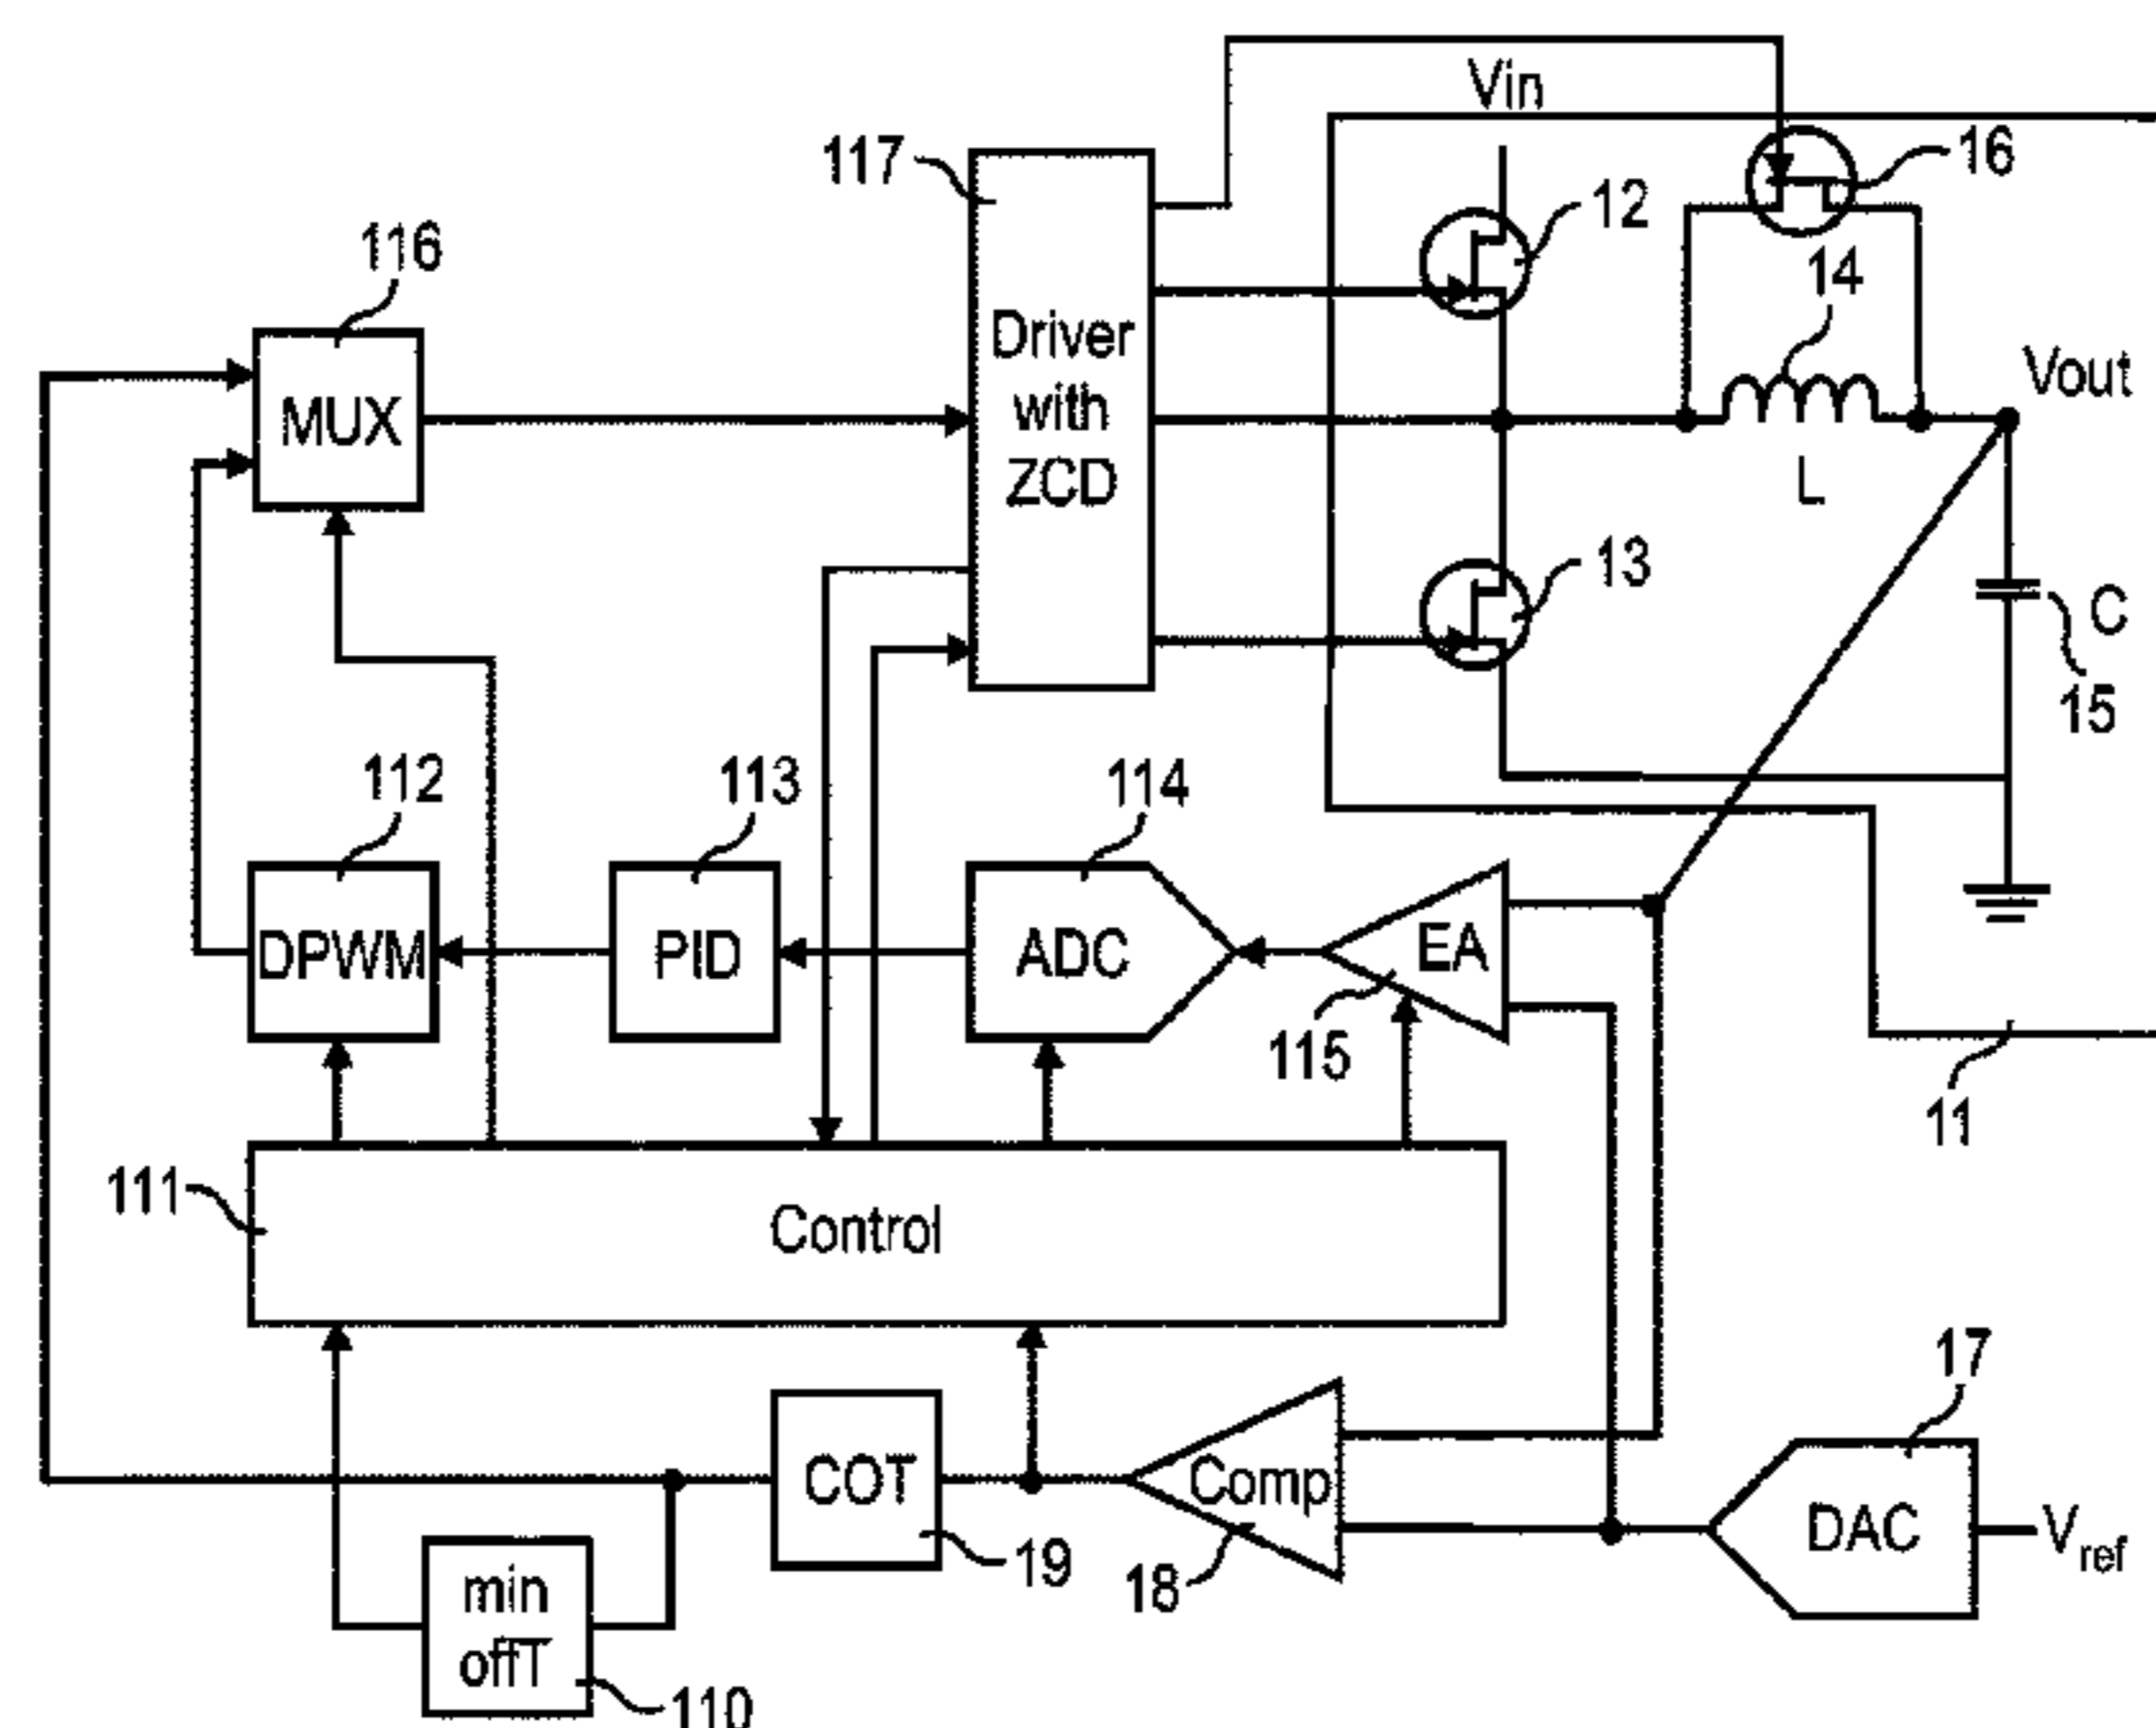 Vin
117
16
12
116
14
Driver
with
ZCD
Vout
MUX
L
13
C
15
112
113
114
DPWM
PID
ADC
EA
115
11
111
Control
17
COT
Comp
DAC
Vref
19
18
min
offT
110